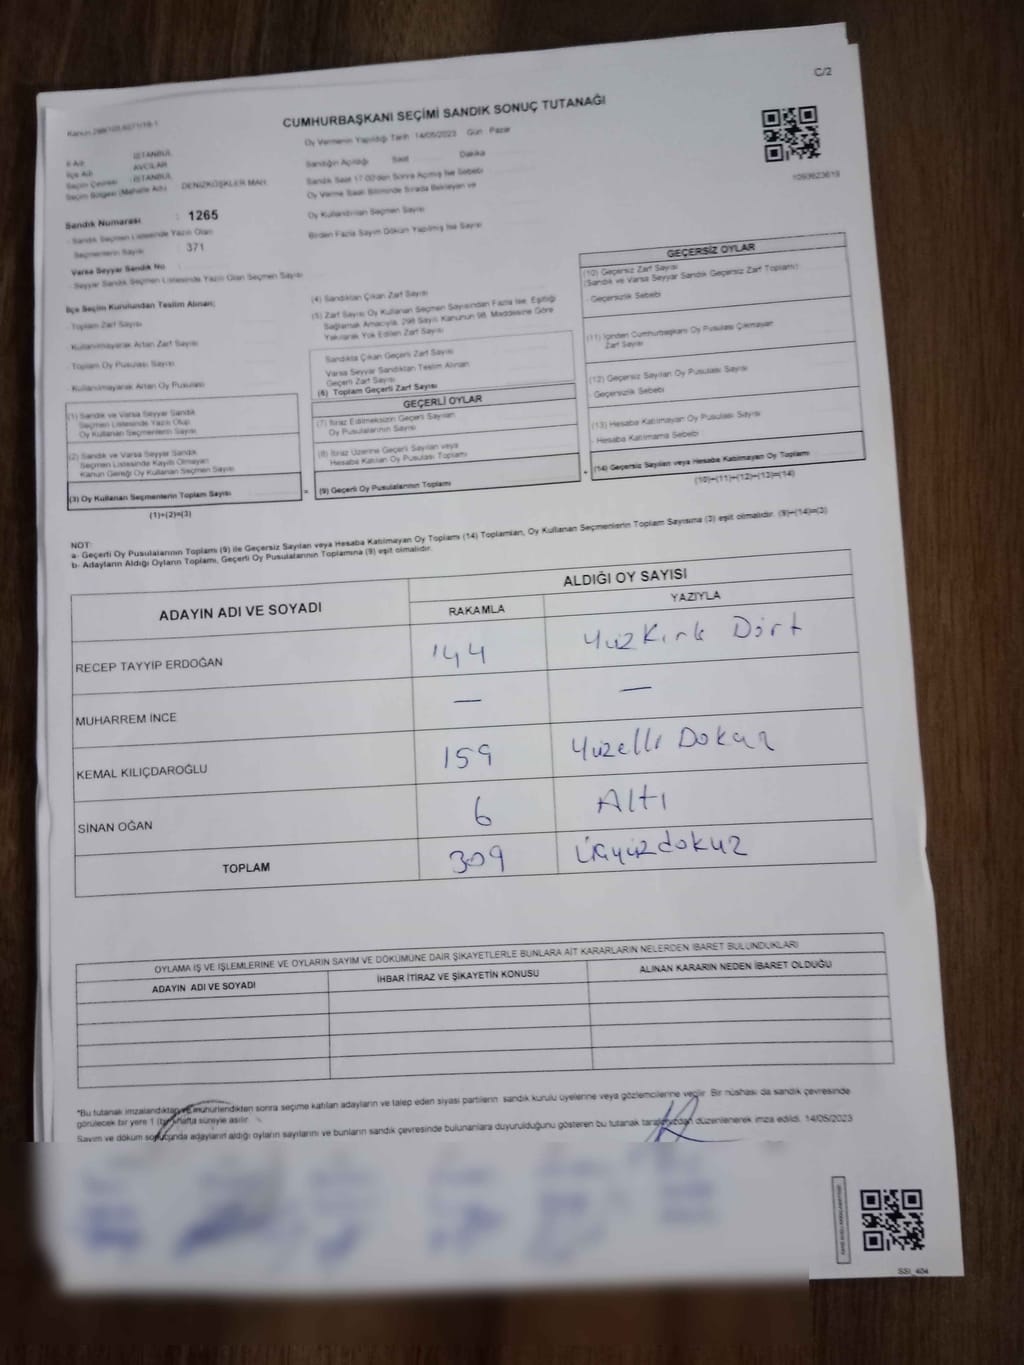 C/2
CUMHURBAŞKANI SEÇİMİ SANDIK SONUÇ TUTANAĞI
Oy Vermenin Yapıldığı Tarih 14/05/2023 Gün : Pazar
İl Adı : İSTANBUL
İlçe Adı : AVCILAR
Seçim Çevresi : İSTANBUL
Seçim Bölgesi (Mahalle Adı) DENİZKÖŞKLER MAH.
Sandık Numarası : 1265
- Sandık Seçmen Listesinde Yazılı Olan
Seçmenlerin Sayısı : 371
Varsa Seyyar Sandık No
- Seyyar Sandık Seçmen Listesinde Yazılı Olan Seçmen Sayısı
Sandığın Açıldığı Saat Dakika
Sandık Saat 17:00'den Sonra Açılmış İse Sebebi
Oy Verme Saati Bitiminde Sırada Bekleyen ve
Oy Kullandırılan Seçmen Sayısı
Birden Fazla Sayım Döküm Yapılmış İse Sayısı
1093623619
İlçe Seçim Kurulundan Teslim Alınan;
- Toplam Zarf Sayısı
- Kullanılmayarak Artan Zarf Sayısı
- Toplam Oy Pusulası Sayısı
- Kullanılmayarak Artan Oy Pusulası
(1) Sandık ve Varsa Seyyar Sandık
Seçmen Listesinde Yazılı Olup
Oy Kullanan Seçmenlerin Sayısı
(2) Sandık ve Varsa Seyyar Sandık
Seçmen Listesinde Kayıtlı Olmayan
Kanun Gereği Oy Kullanan Seçmen Sayısı
(3) Oy Kullanan Seçmenlerin Toplam Sayısı
(1)+(2)=(3)
(4) Sandıktan Çıkan Zarf Sayısı
(5) Zarf Sayısı Oy Kullanan Seçmen Sayısından Fazla İse, Eşitliği
Sağlamak Amacıyla, 298 Sayılı Kanunun 98. Maddesine Göre
Yakılarak Yok Edilen Zarf Sayısı
Sandıkta Çıkan Geçerli Zarf Sayısı
Varsa Seyyar Sandıktan Teslim Alınan
Geçerli Zarf Sayısı
(6) Toplam Geçerli Zarf Sayısı
GEÇERLİ OYLAR
(7) İtiraz Edilmeksizin Geçerli Sayılan
Oy Pusulalarının Sayısı
(8) İtiraz Üzerine Geçerli Sayılan veya
Hesaba Katılan Oy Pusulası Toplamı
= (9) Geçerli Oy Pusulalarının Toplamı
GEÇERSİZ OYLAR
(10) Geçersiz Zarf Sayısı
(Sandık ve Varsa Seyyar Sandık Geçersiz Zarf Toplamı)
- Geçersizlik Sebebi
(11) İçinden Cumhurbaşkanı Oy Pusulası Çıkmayan
Zarf Sayısı
(12) Geçersiz Sayılan Oy Pusulası Sayısı
- Geçersizlik Sebebi
(13) Hesaba Katılmayan Oy Pusulası Sayısı
- Hesaba Katılmama Sebebi
+ (14) Geçersiz Sayılan veya Hesaba Katılmayan Oy Toplamı
(10)+(11)+(12)+(13)=(14)
NOT:
a- Geçerli Oy Pusulalarının Toplamı (9) ile Geçersiz Sayılan veya Hesaba Katılmayan Oy Toplamı (14) Toplamları, Oy Kullanan Seçmenlerin Toplam Sayısına (3) eşit olmalıdır. (9)+(14)=(3)
b- Adayların Aldığı Oyların Toplamı, Geçerli Oy Pusulalarının Toplamına (9) eşit olmalıdır.
ADAYIN ADI VE SOYADI
ALDIĞI OY SAYISI
RAKAMLA YAZIYLA
RECEP TAYYİP ERDOĞAN 144 Yüz Kırk Dört
MUHARREM İNCE — —
KEMAL KILIÇDAROĞLU 159 Yüzelli Dokuz
SİNAN OĞAN 6 Altı
TOPLAM 309 Üçyüzdokuz
OYLAMA İŞ VE İŞLEMLERİNE VE OYLARIN SAYIM VE DÖKÜMÜNE DAİR ŞİKAYETLERLE BUNLARA AİT KARARLARIN NELERDEN İBARET BULUNDUKLARI
ADAYIN ADI VE SOYADI İHBAR İTİRAZ VE ŞİKAYETİN KONUSU ALINAN KARARIN NEDEN İBARET OLDUĞU
*Bu tutanak imzalandıktan ve mühürlendikten sonra seçime katılan adayların ve talep eden siyasi partilerin sandık kurulu üyelerine veya gözlemcilerine verilir. Bir nüshası da sandık çevresinde
görülecek bir yere 1 (bir) hafta süreyle asılır.
Sayım ve döküm sonucunda adayların aldığı oyların sayılarını ve bunların sandık çevresinde bulunanlara duyurulduğunu gösteren bu tutanak tarafımızdan düzenlenerek imza edildi. 14/05/2023
SSI_404